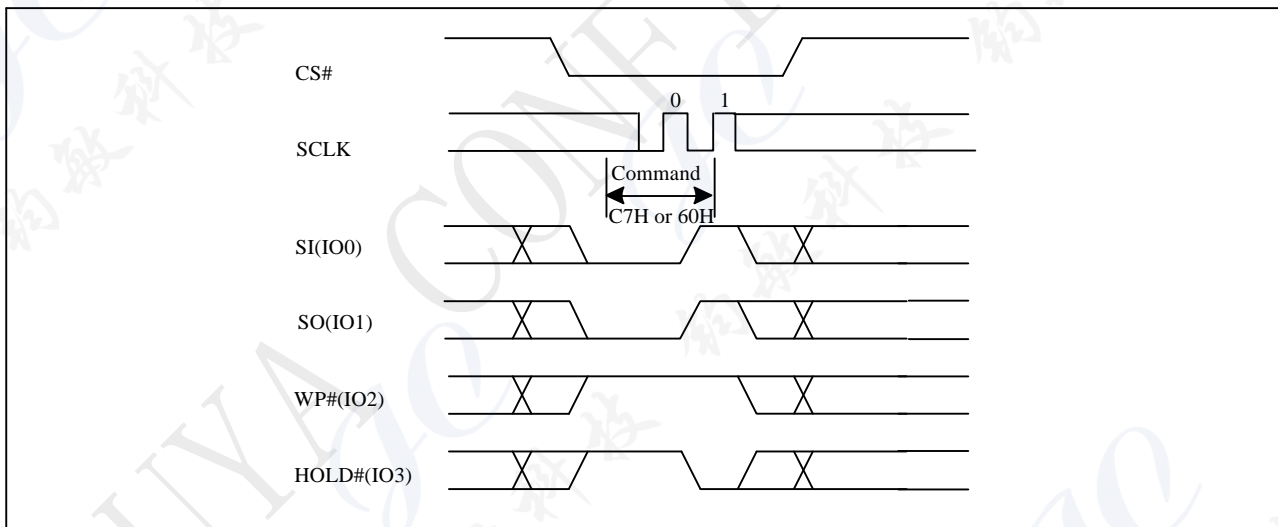 CS#
0 1
SCLK
Command
C7H or 60H
SI(IO0)
SO(IO1)
WP#(IO2)
HOLD#(IO3)